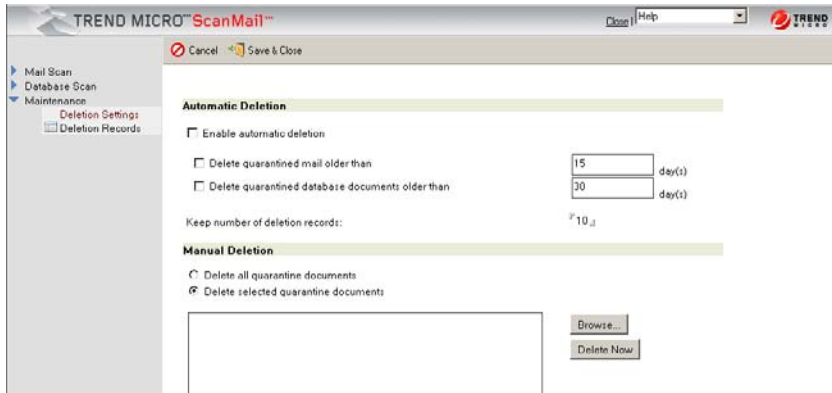 TREND MICRO™ ScanMail™
Close | Help
TREND MICRO
Cancel Save & Close
Mail Scan
Database Scan
Maintenance
Deletion Settings
Deletion Records
Automatic Deletion
Enable automatic deletion
Delete quarantined mail older than 15 day(s)
Delete quarantined database documents older than 30 day(s)
Keep number of deletion records: 10
Manual Deletion
Delete all quarantine documents
Delete selected quarantine documents
Browse...
Delete Now